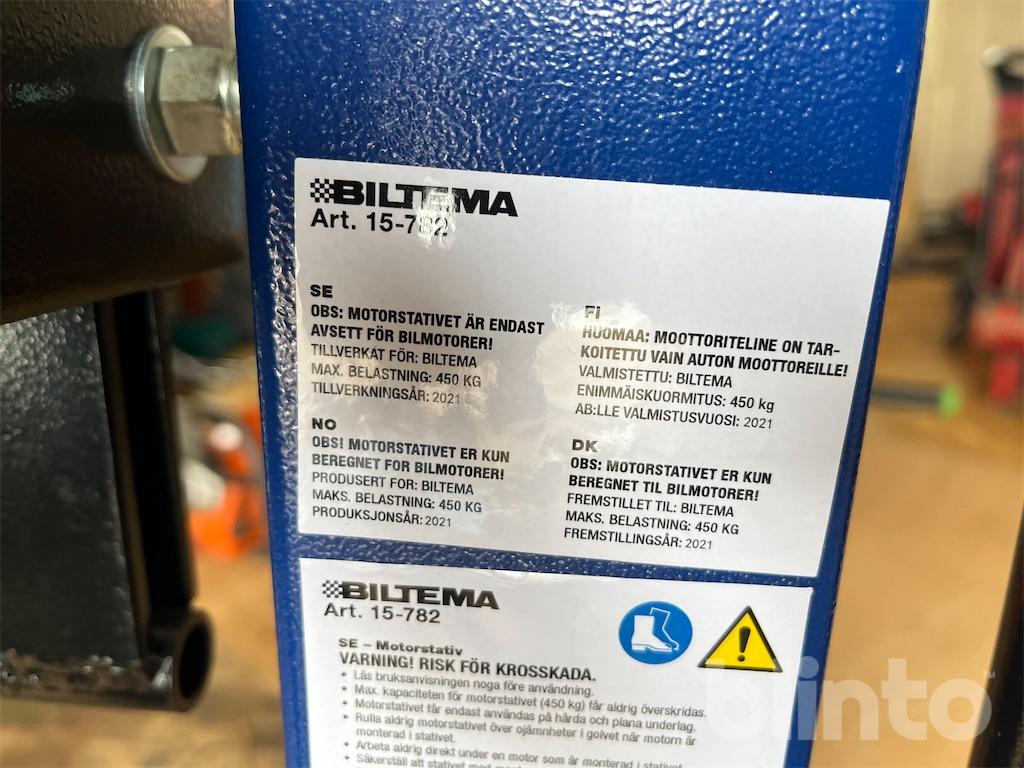 BILTEMA
Art. 15-782
SE
OBS: MOTORSTATIVET ÄR ENDAST
AVSETT FÖR BILMOTORER!
TILLVERKAT FÖR: BILTEMA
MAX. BELASTNING: 450 KG
TILLVERKNINGSÅR: 2021
FI
HUOMAA: MOOTTORITELINE ON TAR-
KOITETTU VAIN AUTON MOOTTOREILLE!
VALMISTETTU: BILTEMA
ENIMMÄISKUORMITUS: 450 kg
AB:LLE VALMISTUSVUOSI: 2021
NO
OBS! MOTORSTATIVET ER KUN
BEREGNET FOR BILMOTORER!
PRODUSERT FOR: BILTEMA
MAKS. BELASTNING: 450 KG
PRODUKSJONSÅR: 2021
DK
OBS: MOTORSTATIVET ER KUN
BEREGNET TIL BILMOTORER!
FREMSTILLET TIL: BILTEMA
MAKS. BELASTNING: 450 KG
FREMSTILLINGSÅR: 2021
BILTEMA
Art. 15-782
SE – Motorstativ
VARNING! RISK FÖR KROSSKADA.
• Läs bruksanvisningen noga före användning.
• Max. kapaciteten för motorstativet (450 kg) får aldrig överskridas.
• Motorstativet får endast användas på hårda och plana underlag.
• Rulla aldrig motorstativet över ojämnheter i golvet när motorn är
monterad i stativet.
• Arbeta aldrig direkt under en motor som är monterad i stativet.
• Säkerställ att stativet med
blinto™